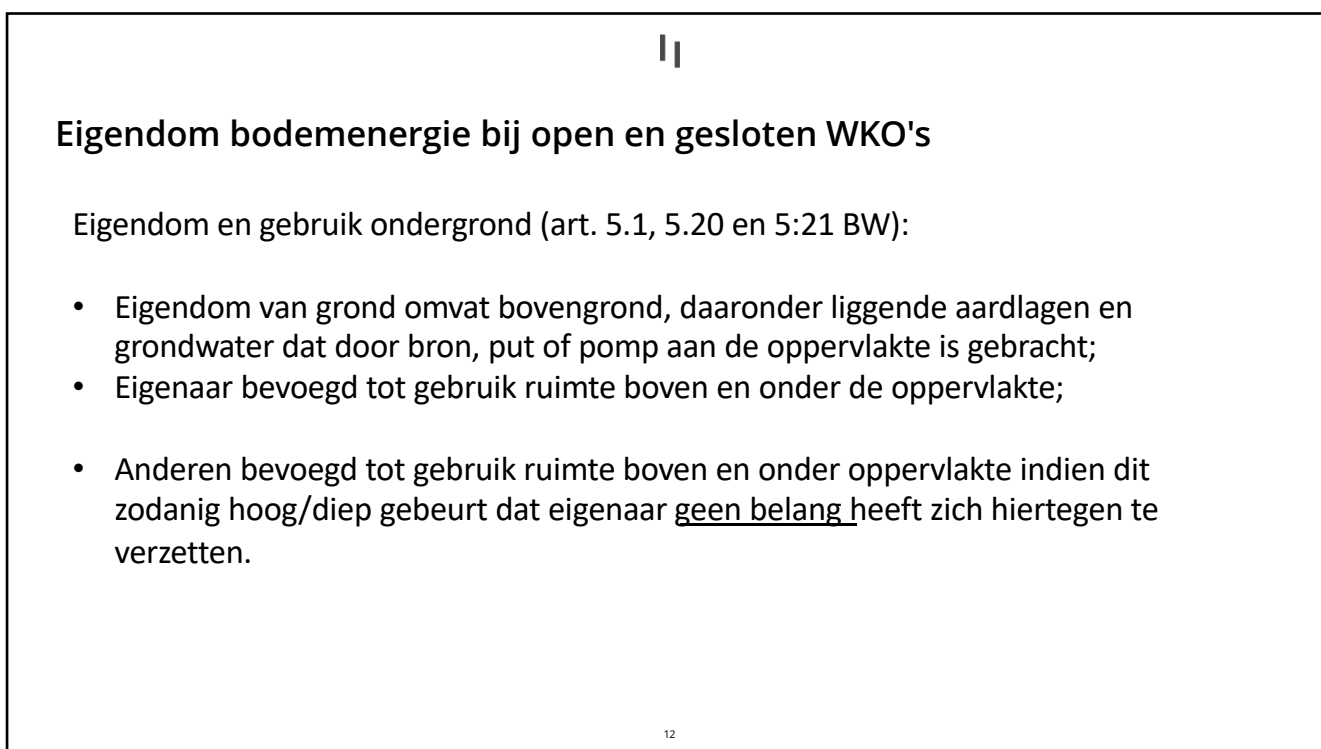 Eigendom bodemenergie bij open en gesloten WKO's
Eigendom en gebruik ondergrond (art. 5.1, 5.20 en 5:21 BW):
• Eigendom van grond omvat bovengrond, daaronder liggende aardlagen en
grondwater dat door bron, put of pomp aan de oppervlakte is gebracht;
• Eigenaar bevoegd tot gebruik ruimte boven en onder de oppervlakte;
• Anderen bevoegd tot gebruik ruimte boven en onder oppervlakte indien dit
zodanig hoog/diep gebeurt dat eigenaar geen belang heeft zich hiertegen te
verzetten.
12